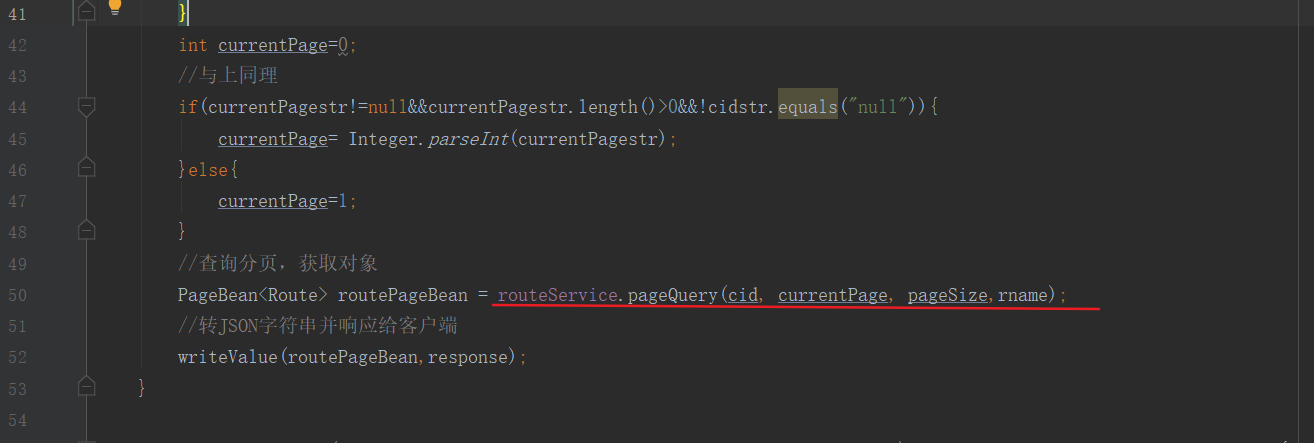 41 }
42 int currentPage=0;
43 //与上同理
44 if(currentPagestr!=null&&currentPagestr.length()>0&&!cidstr.equals("null")){
45 currentPage= Integer.parseInt(currentPagestr);
46 }else{
47 currentPage=1;
48 }
49 //查询分页，获取对象
50 PageBean<Route> routePageBean = routeService.pageQuery(cid, currentPage, pageSize,rname);
51 //转JSON字符串并响应给客户端
52 writeValue(routePageBean,response);
53 }
54